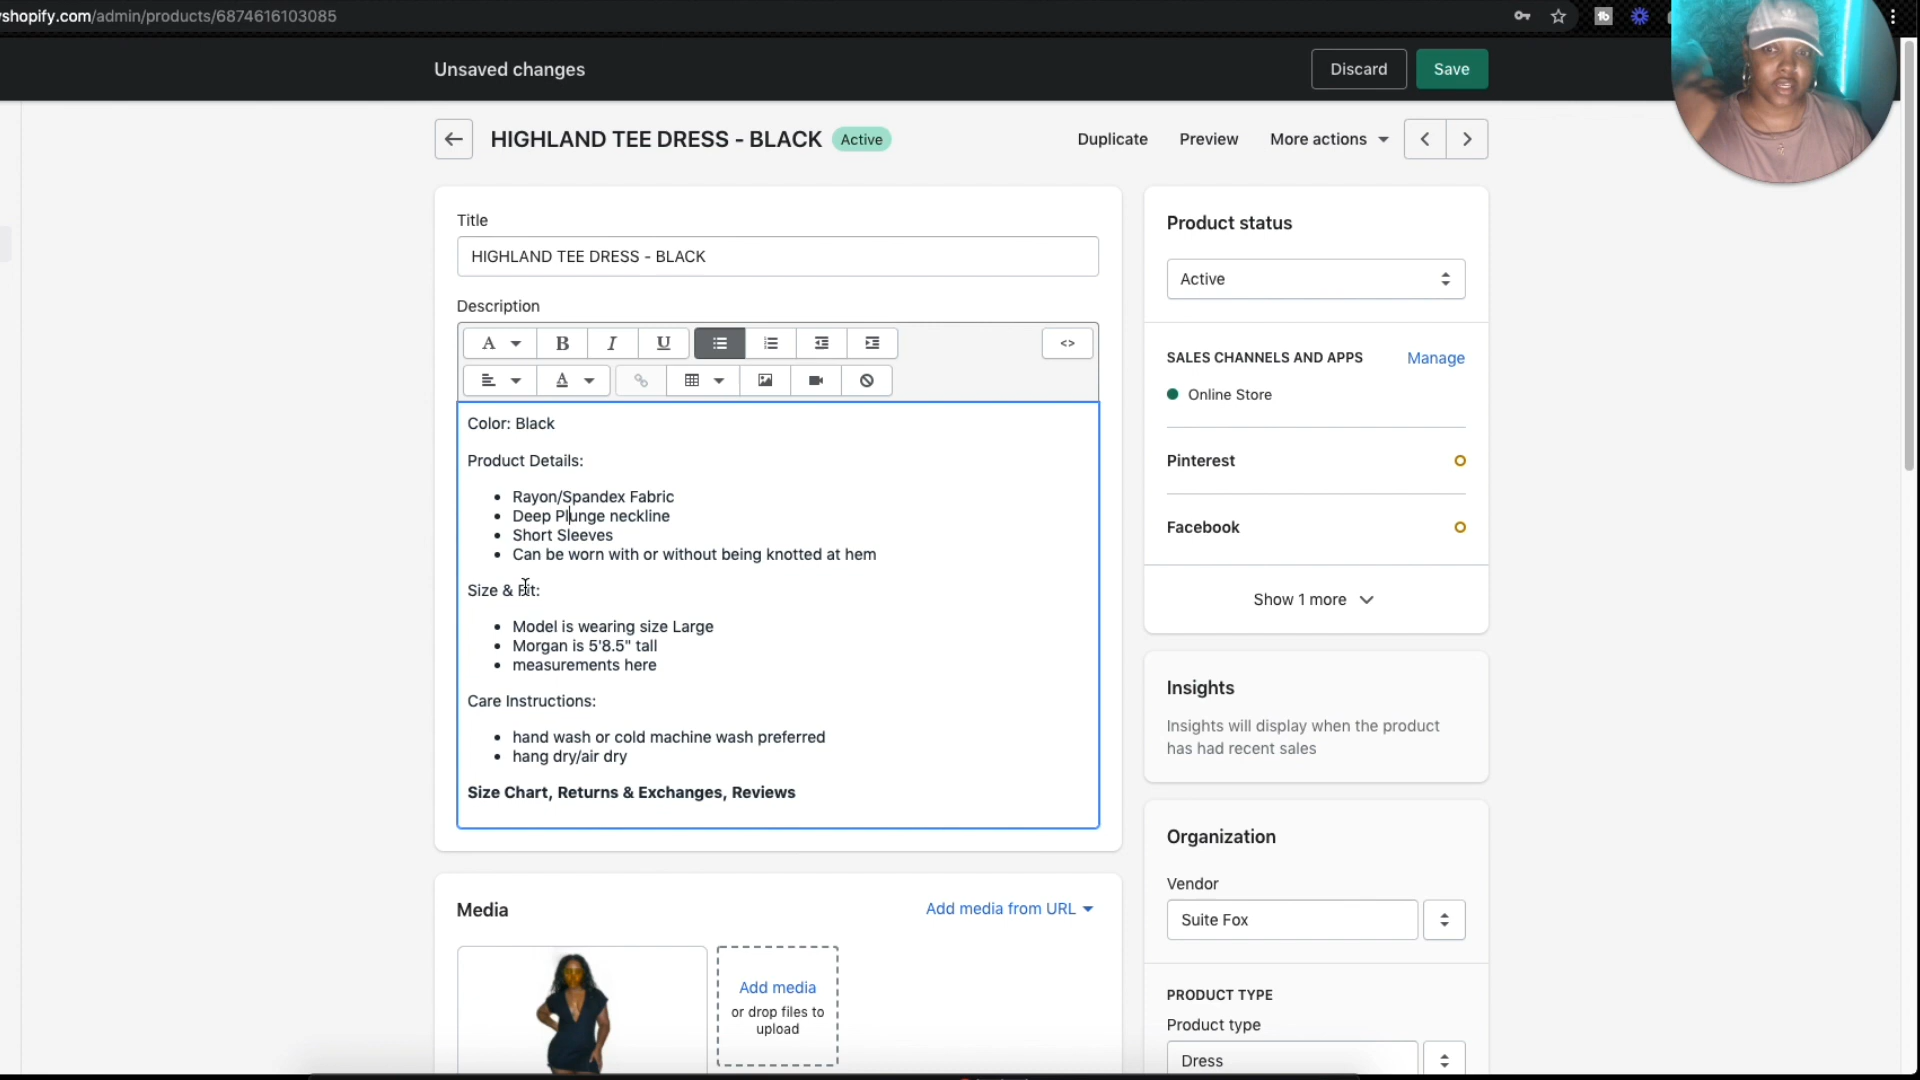 shopify.com/admin/products/6874616103085
Unsaved changes
Discard
Save
HIGHLAND TEE DRESS - BLACK
Active
Duplicate
Preview
More actions
Title
HIGHLAND TEE DRESS - BLACK
Description
A
B
I
U
<>
A
Color: Black
Product Details:
• Rayon/Spandex Fabric
• Deep Plunge neckline
• Short Sleeves
• Can be worn with or without being knotted at hem
Size & Fit:
• Model is wearing size Large
• Morgan is 5'8.5" tall
• measurements here
Care Instructions:
• hand wash or cold machine wash preferred
• hang dry/air dry
Size Chart, Returns & Exchanges, Reviews
Media
Add media from URL
Add media
or drop files to
upload
Product status
Active
SALES CHANNELS AND APPS
Manage
Online Store
Pinterest
Facebook
Show 1 more
Insights
Insights will display when the product
has had recent sales
Organization
Vendor
Suite Fox
PRODUCT TYPE
Product type
Dress